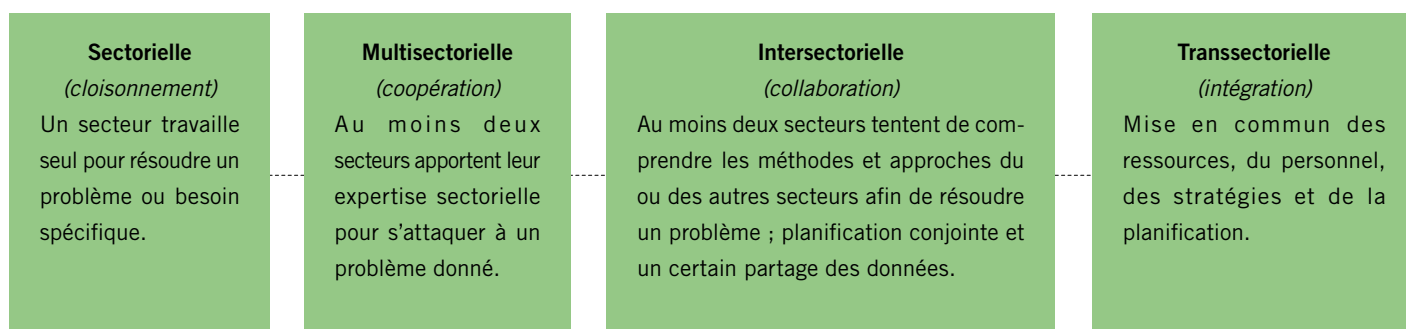 Sectorielle
(cloisonnement)
Un secteur travaille
seul pour résoudre un
problème ou besoin
spécifique.
Multisectorielle
(coopération)
Au moins deux
secteurs apportent leur
expertise sectorielle
pour s'attaquer à un
problème donné.
Intersectorielle
(collaboration)
Au moins deux secteurs tentent de com-
prendre les méthodes et approches du
ou des autres secteurs afin de résoudre
un problème ; planification conjointe et
un certain partage des données.
Transsectorielle
(intégration)
Mise en commun des
ressources, du personnel,
des stratégies et de la
planification.